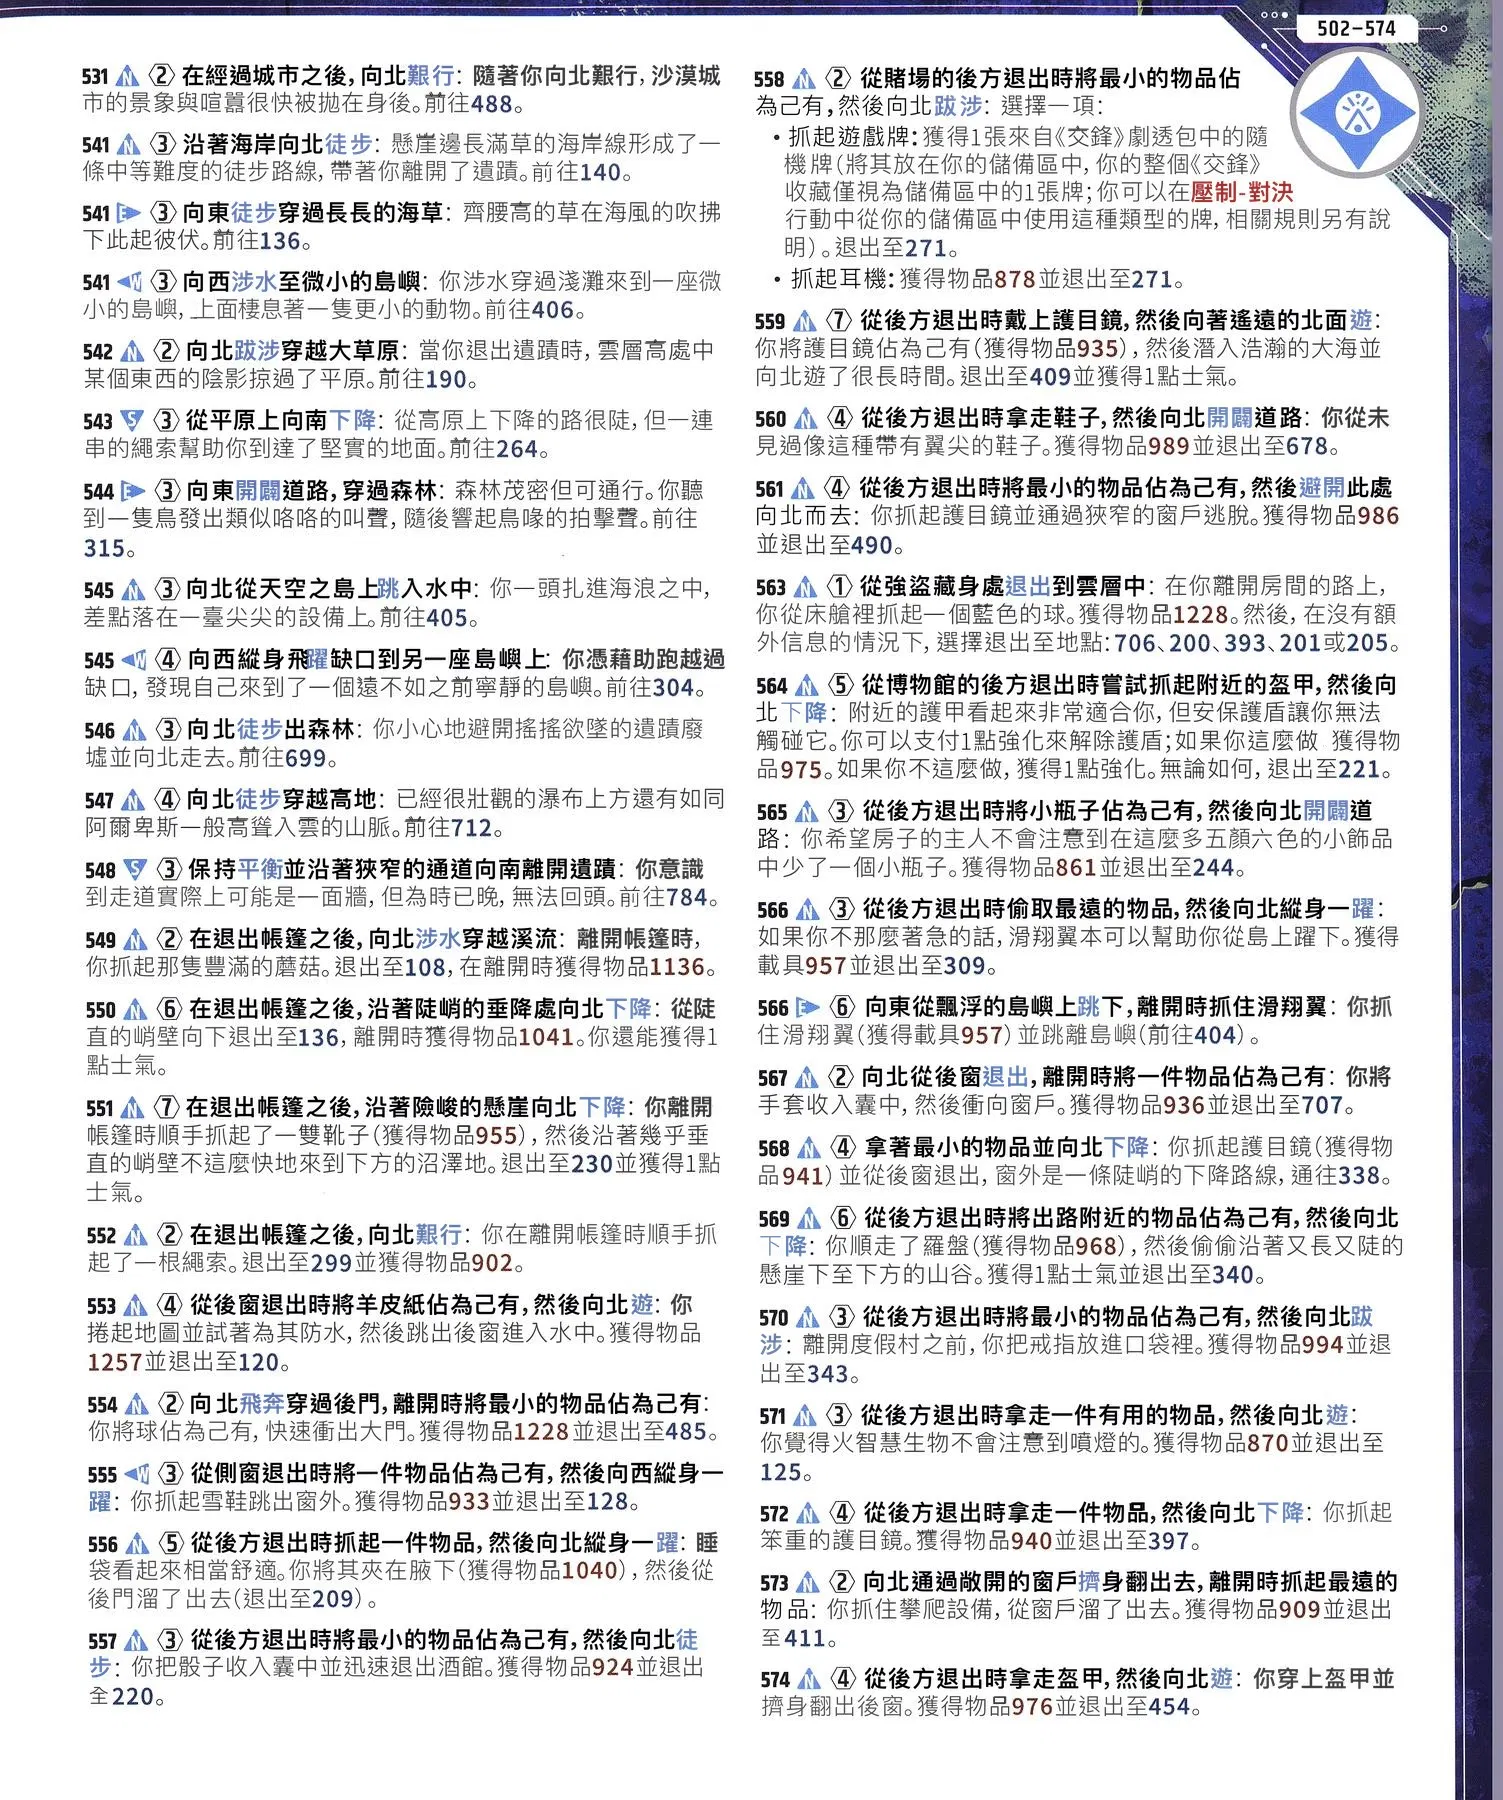 502–574
531 N 2 在經過城市之後,向北艱行: 隨著你向北艱行,沙漠城
市的景象與喧囂很快被拋在身後。前往488。
541 N 3 沿著海岸向北徒步: 懸崖邊長滿草的海岸線形成了一
條中等難度的徒步路線,帶著你離開了遺蹟。前往140。
541 E 3 向東徒步穿過長長的海草: 齊腰高的草在海風的吹拂
下此起彼伏。前往136。
541 W 3 向西涉水至微小的島嶼: 你涉水穿過淺灘來到一座微
小的島嶼,上面棲息著一隻更小的動物。前往406。
542 N 2 向北跋涉穿越大草原: 當你退出遺蹟時,雲層高處中
某個東西的陰影掠過了平原。前往190。
543 S 3 從平原上向南下降: 從高原上下降的路很陡,但一連
串的繩索幫助你到達了堅實的地面。前往264。
544 E 3 向東開闢道路,穿過森林: 森林茂密但可通行。你聽
到一隻鳥發出類似咯咯的叫聲,隨後響起鳥喙的拍擊聲。前往
315。
545 N 3 向北從天空之島上跳入水中: 你一頭扎進海浪之中,
差點落在一臺尖尖的設備上。前往405。
545 W 4 向西縱身飛躍缺口到另一座島嶼上: 你憑藉助跑越過
缺口,發現自己來到了一個遠不如之前寧靜的島嶼。前往304。
546 N 3 向北徒步出森林: 你小心地避開搖搖欲墜的遺蹟廢
墟並向北走去。前往699。
547 N 4 向北徒步穿越高地: 已經很壯觀的瀑布上方還有如同
阿爾卑斯一般高聳入雲的山脈。前往712。
548 S 3 保持平衡並沿著狹窄的通道向南離開遺蹟: 你意識
到走道實際上可能是一面牆,但為時已晚,無法回頭。前往784。
549 N 2 在退出帳篷之後,向北涉水穿越溪流: 離開帳篷時,
你抓起那隻豐滿的蘑菇。退出至108,在離開時獲得物品1136。
550 N 6 在退出帳篷之後,沿著陡峭的垂降處向北下降: 從陡
直的峭壁向下退出至136,離開時獲得物品1041。你還能獲得1
點士氣。
551 N 7 在退出帳篷之後,沿著險峻的懸崖向北下降: 你離開
帳篷時順手抓起了一雙靴子(獲得物品955),然後沿著幾乎垂
直的峭壁不這麼快地來到下方的沼澤地。退出至230並獲得1點
士氣。
552 N 2 在退出帳篷之後,向北艱行: 你在離開帳篷時順手抓
起了一根繩索。退出至299並獲得物品902。
553 N 4 從後窗退出時將羊皮紙佔為己有,然後向北遊: 你
捲起地圖並試著為其防水,然後跳出後窗進入水中。獲得物品
1257並退出至120。
554 N 2 向北飛奔穿過後門,離開時將最小的物品佔為己有:
你將球佔為己有,快速衝出大門。獲得物品1228並退出至485。
555 W 3 從側窗退出時將一件物品佔為己有,然後向西縱身一
躍: 你抓起雪鞋跳出窗外。獲得物品933並退出至128。
556 N 5 從後方退出時抓起一件物品,然後向北縱身一躍: 睡
袋看起來相當舒適。你將其夾在腋下(獲得物品1040),然後從
後門溜了出去(退出至209)。
557 N 3 從後方退出時將最小的物品佔為己有,然後向北徒
步: 你把骰子收入囊中並迅速退出酒館。獲得物品924並退出
全220。
558 N 2 從賭場的後方退出時將最小的物品佔
為己有,然後向北跋涉: 選擇一項:
• 抓起遊戲牌:獲得1張來自《交鋒》劇透包中的隨
機牌(將其放在你的儲備區中,你的整個《交鋒》
收藏僅視為儲備區中的1張牌;你可以在壓制-對決
行動中從你的儲備區中使用這種類型的牌,相關規則另有說
明)。退出至271。
• 抓起耳機:獲得物品878並退出至271。
559 N 7 從後方退出時戴上護目鏡,然後向著遙遠的北面遊:
你將護目鏡佔為己有(獲得物品935),然後潛入浩瀚的大海並
向北遊了很長時間。退出至409並獲得1點士氣。
560 N 4 從後方退出時拿走鞋子,然後向北開闢道路: 你從未
見過像這種帶有翼尖的鞋子。獲得物品989並退出至678。
561 N 4 從後方退出時將最小的物品佔為己有,然後避開此處
向北而去: 你抓起護目鏡並通過狹窄的窗戶逃脫。獲得物品986
並退出至490。
563 N 1 從強盜藏身處退出到雲層中: 在你離開房間的路上,
你從床艙裡抓起一個藍色的球。獲得物品1228。然後,在沒有額
外信息的情況下,選擇退出至地點:706、200、393、201或205。
564 N 5 從博物館的後方退出時嘗試抓起附近的盔甲,然後向
北下降: 附近的護甲看起來非常適合你,但安保護盾讓你無法
觸碰它。你可以支付1點強化來解除護盾;如果你這麼做 獲得物
品975。如果你不這麼做,獲得1點強化。無論如何,退出至221。
565 N 3 從後方退出時將小瓶子佔為己有,然後向北開闢道
路: 你希望房子的主人不會注意到在這麼多五顏六色的小飾品
中少了一個小瓶子。獲得物品861並退出至244。
566 N 3 從後方退出時偷取最遠的物品,然後向北縱身一躍:
如果你不那麼著急的話,滑翔翼本可以幫助你從島上躍下。獲得
載具957並退出至309。
566 E 6 向東從飄浮的島嶼上跳下,離開時抓住滑翔翼: 你抓
住滑翔翼(獲得載具957)並跳離島嶼(前往404)。
567 N 2 向北從後窗退出,離開時將一件物品佔為己有: 你將
手套收入囊中,然後衝向窗戶。獲得物品936並退出至707。
568 N 4 拿著最小的物品並向北下降: 你抓起護目鏡(獲得物
品941)並從後窗退出,窗外是一條陡峭的下降路線,通往338。
569 N 6 從後方退出時將出路附近的物品佔為己有,然後向北
下降: 你順走了羅盤(獲得物品968),然後偷偷沿著又長又陡的
懸崖下至下方的山谷。獲得1點士氣並退出至340。
570 N 3 從後方退出時將最小的物品佔為己有,然後向北跋
涉: 離開度假村之前,你把戒指放進口袋裡。獲得物品994並退
出至343。
571 N 3 從後方退出時拿走一件有用的物品,然後向北遊:
你覺得火智慧生物不會注意到噴燈的。獲得物品870並退出至
125。
572 N 4 從後方退出時拿走一件物品,然後向北下降: 你抓起
笨重的護目鏡。獲得物品940並退出至397。
573 N 2 向北通過敞開的窗戶擠身翻出去,離開時抓起最遠的
物品: 你抓住攀爬設備,從窗戶溜了出去。獲得物品909並退出
至411。
574 N 4 從後方退出時拿走盔甲,然後向北遊: 你穿上盔甲並
擠身翻出後窗。獲得物品976並退出至454。